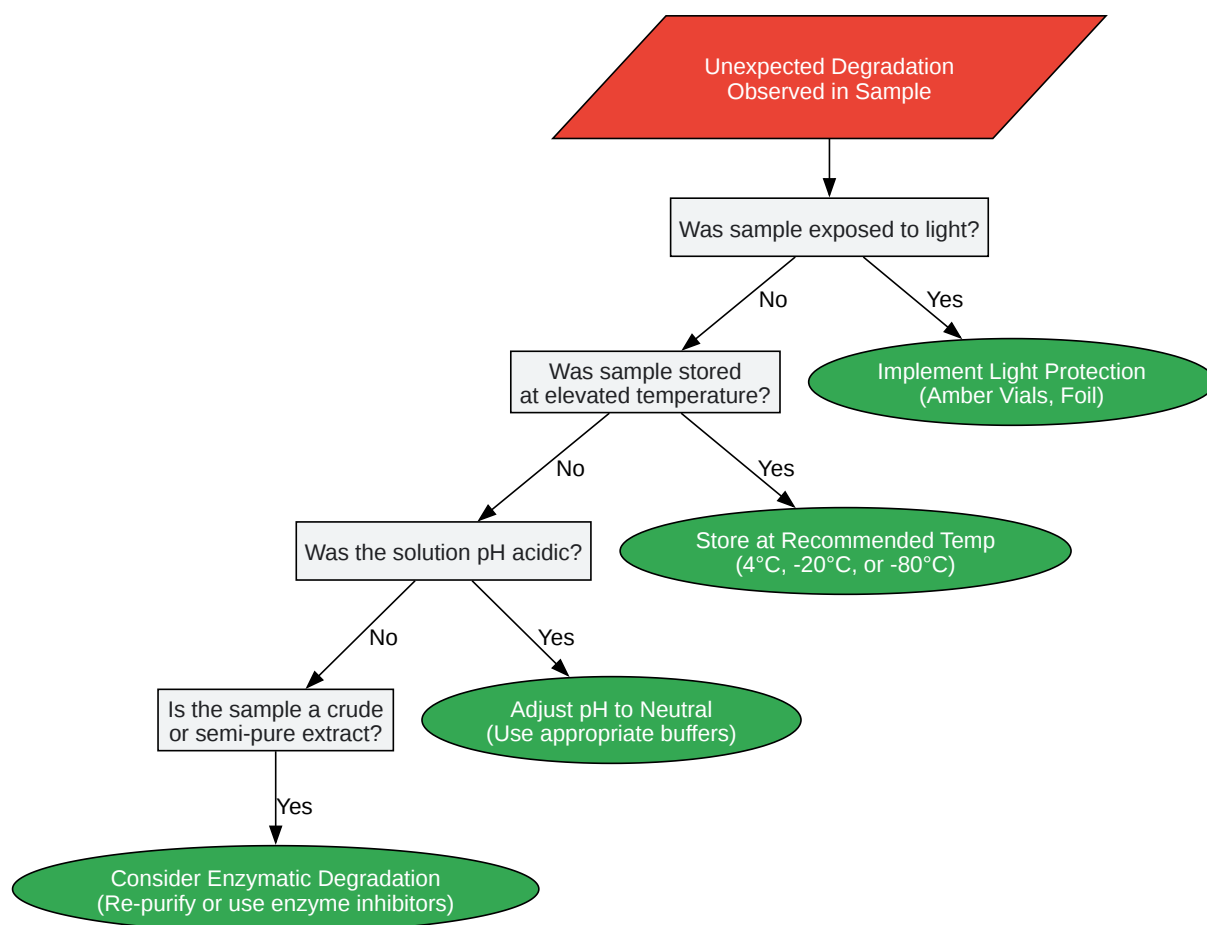 Unexpected Degradation
Observed in Sample
Was sample exposed to light?
No
Yes
Was sample stored
at elevated temperature?
Implement Light Protection
(Amber Vials, Foil)
No
Yes
Was the solution pH acidic?
Store at Recommended Temp
(4°C, -20°C, or -80°C)
No
Yes
Is the sample a crude
or semi-pure extract?
Adjust pH to Neutral
(Use appropriate buffers)
Yes
Consider Enzymatic Degradation
(Re-purify or use enzyme inhibitors)